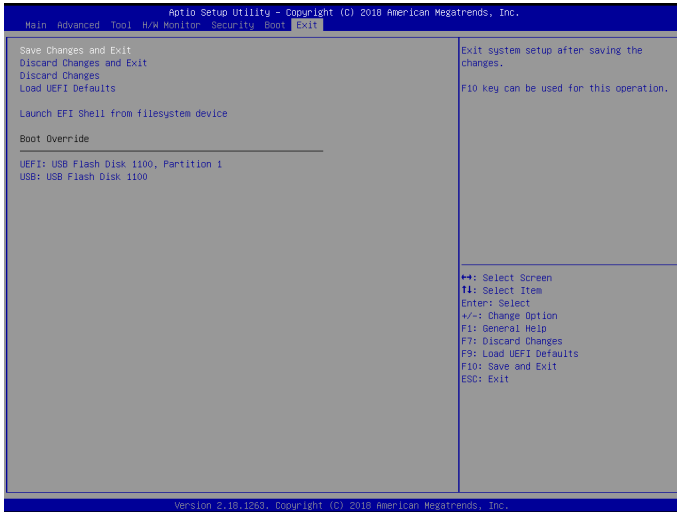 Aptio Setup Utility – Copyright (C) 2018 American Megatrends, Inc.
Main Advanced Tool H/W Monitor Security Boot Exit
Save Changes and Exit
Discard Changes and Exit
Discard Changes
Load UEFI Defaults
Launch EFI Shell from filesystem device
Boot Override
UEFI: USB Flash Disk 1100, Partition 1
USB: USB Flash Disk 1100
Exit system setup after saving the
changes.
F10 key can be used for this operation.
↔: Select Screen
↑↓: Select Item
Enter: Select
+/-: Change Option
F1: General Help
F7: Discard Changes
F9: Load UEFI Defaults
F10: Save and Exit
ESC: Exit
Version 2.18.1263. Copyright (C) 2018 American Megatrends, Inc.